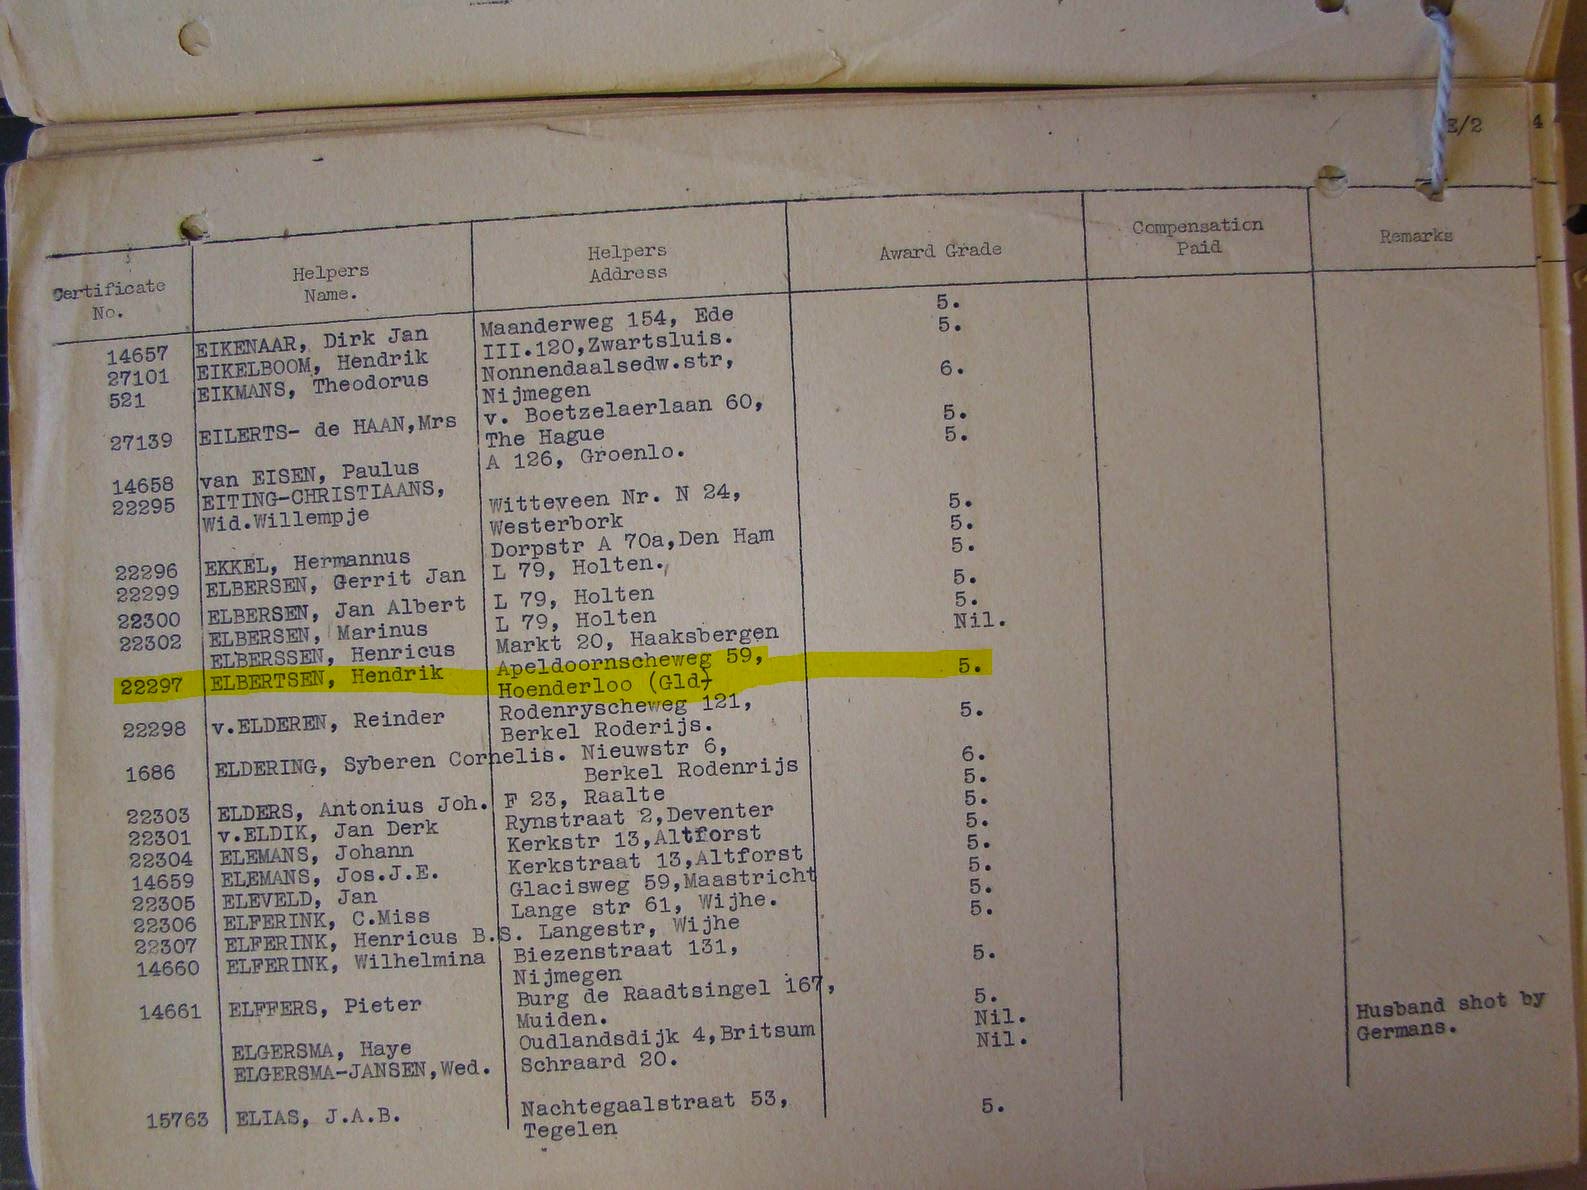 E/2 4
Certificate No. Helpers Name. Helpers Address Award Grade Compensation Paid Remarks
14657 EIKENAAR, Dirk Jan Maanderweg 154, Ede 5.
27101 EIKELBOOM, Hendrik III.120,Zwartsluis. 5.
521 EIKMANS, Theodorus Nonnendaalsedw.str,
Nijmegen 6.
27139 EILERTS- de HAAN,Mrs v. Boetzelaerlaan 60,
The Hague 5.
14658 van EISEN, Paulus A 126, Groenlo. 5.
22295 EITING-CHRISTIAANS,
Wid.Willempje Witteveen Nr. N 24,
Westerbork 5.
22296 EKKEL, Hermannus Dorpstr A 70a,Den Ham 5.
22299 ELBERSEN, Gerrit Jan L 79, Holten. 5.
22300 ELBERSEN, Jan Albert L 79, Holten 5.
22302 ELBERSEN, Marinus L 79, Holten 5.
ELBERSSEN, Henricus Markt 20, Haaksbergen Nil.
22297 ELBERTSEN, Hendrik Apeldoornscheweg 59,
Hoenderloo (Gld) 5.
22298 v.ELDEREN, Reinder Rodenryscheweg 121,
Berkel Roderijs. 5.
1686 ELDERING, Syberen Cornelis. Nieuwstr 6,
Berkel Rodenrijs 6.
22303 ELDERS, Antonius Joh. F 23, Raalte 5.
22301 v.ELDIK, Jan Derk Rynstraat 2,Deventer 5.
22304 ELEMANS, Johann Kerkstr 13,Altforst 5.
14659 ELEMANS, Jos.J.E. Kerkstraat 13,Altforst 5.
22305 ELEVELD, Jan Glacisweg 59,Maastricht 5.
22306 ELFERINK, C.Miss Lange str 61, Wijhe. 5.
22307 ELFERINK, Henricus B.S. Langestr, Wijhe 5.
14660 ELFERINK, Wilhelmina Biezenstraat 131,
Nijmegen 5.
14661 ELFFERS, Pieter Burg de Raadtsingel 167,
Muiden. 5.
ELGERSMA, Haye Oudlandsdijk 4,Britsum Nil.
ELGERSMA-JANSEN,Wed. Schraard 20. Nil. Husband shot by
Germans.
15763 ELIAS, J.A.B. Nachtegaalstraat 53,
Tegelen 5.